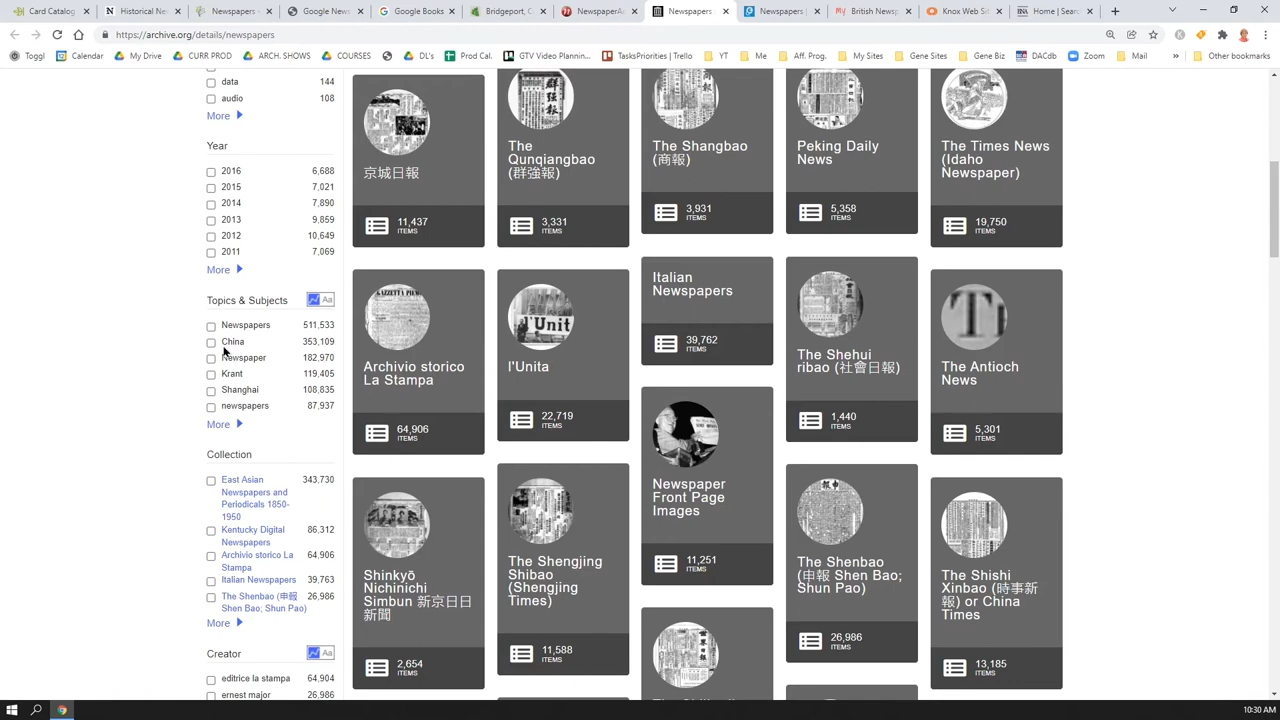 Card Catalog
Historical Ne
Newspapers
Google News
Google Books
Bridgeport, C
NewspaperA
Newspapers
Newspapers
British Newsp
Knox Web Si
Home | Searc
https://archive.org/details/newspapers
Toggl
Calendar
My Drive
CURR PROD
ARCH. SHOWS
COURSES
DL's
Prod Cal.
GTV Video Plannin...
TasksPriorities | Trello
YT
Me
Aff. Prog.
My Sites
Gene Sites
Gene Biz
DACdb
Zoom
Mail
»
Other bookmarks
data 144
audio 108
More
Year
2016 6,688
2015 7,021
2014 7,890
2013 9,859
2012 10,649
2011 7,069
More
Topics & Subjects Aa
Newspapers 511,533
China 353,109
Newspaper 182,970
Krant 119,405
Shanghai 108,835
newspapers 87,937
More
Collection
East Asian 343,730
Newspapers and
Periodicals 1850-
1950
Kentucky Digital 86,312
Newspapers
Archivio storico La 64,906
Stampa
Italian Newspapers 39,763
The Shenbao (申報 26,986
Shen Bao; Shun Pao)
More
Creator Aa
editrice la stampa 64,904
ernest major 26,986
京城日報
11,437
ITEMS
The
Qunqiangbao
(群強報)
3,331
ITEMS
The Shangbao
(商報)
3,931
ITEMS
Peking Daily
News
5,358
ITEMS
The Times News
(Idaho
Newspaper)
19,750
ITEMS
Archivio storico
La Stampa
64,906
ITEMS
l'Unit
l'Unita
22,719
ITEMS
Italian
Newspapers
39,762
ITEMS
The Shehui
ribao (社會日報)
1,440
ITEMS
T
The Antioch
News
5,301
ITEMS
Shinkyō
Nichinichi
Simbun 新京日日
新聞
2,654
ITEMS
The Shengjing
Shibao
(Shengjing
Times)
11,588
ITEMS
Newspaper
Front Page
Images
11,251
ITEMS
The Shenbao
(申報 Shen Bao;
Shun Pao)
26,986
ITEMS
The Shishi
Xinbao (時事新
報) or China
Times
13,185
ITEMS
10:30 AM